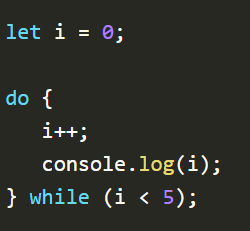 let i = 0;

do {
   i++;
   console.log(i);
} while (i < 5);